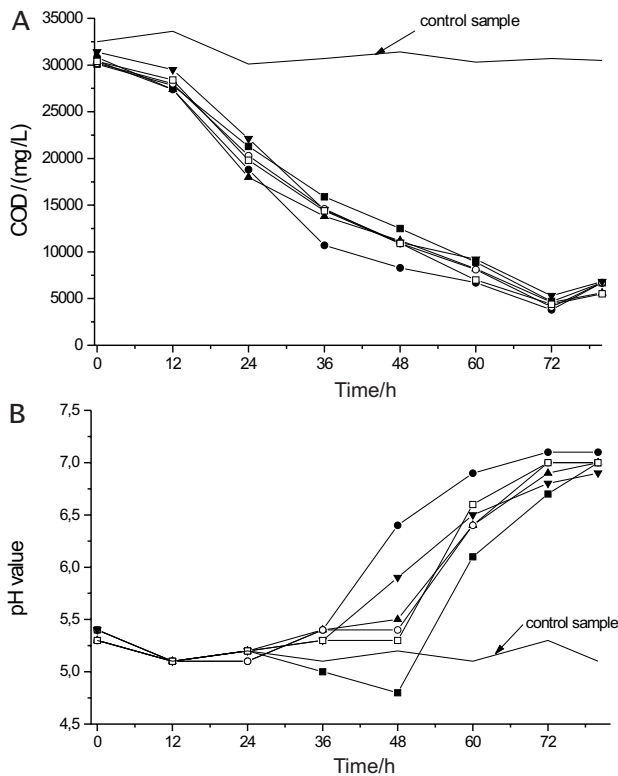 A
control sample
COD /(mg/L)
35000
30000
25000
20000
15000
10000
5000
0
0 12 24 36 48 60 72
Time/h
B
pH value
7,5
7,0
6,5
6,0
5,5
5,0
4,5
control sample
0 12 24 36 48 60 72
Time/h